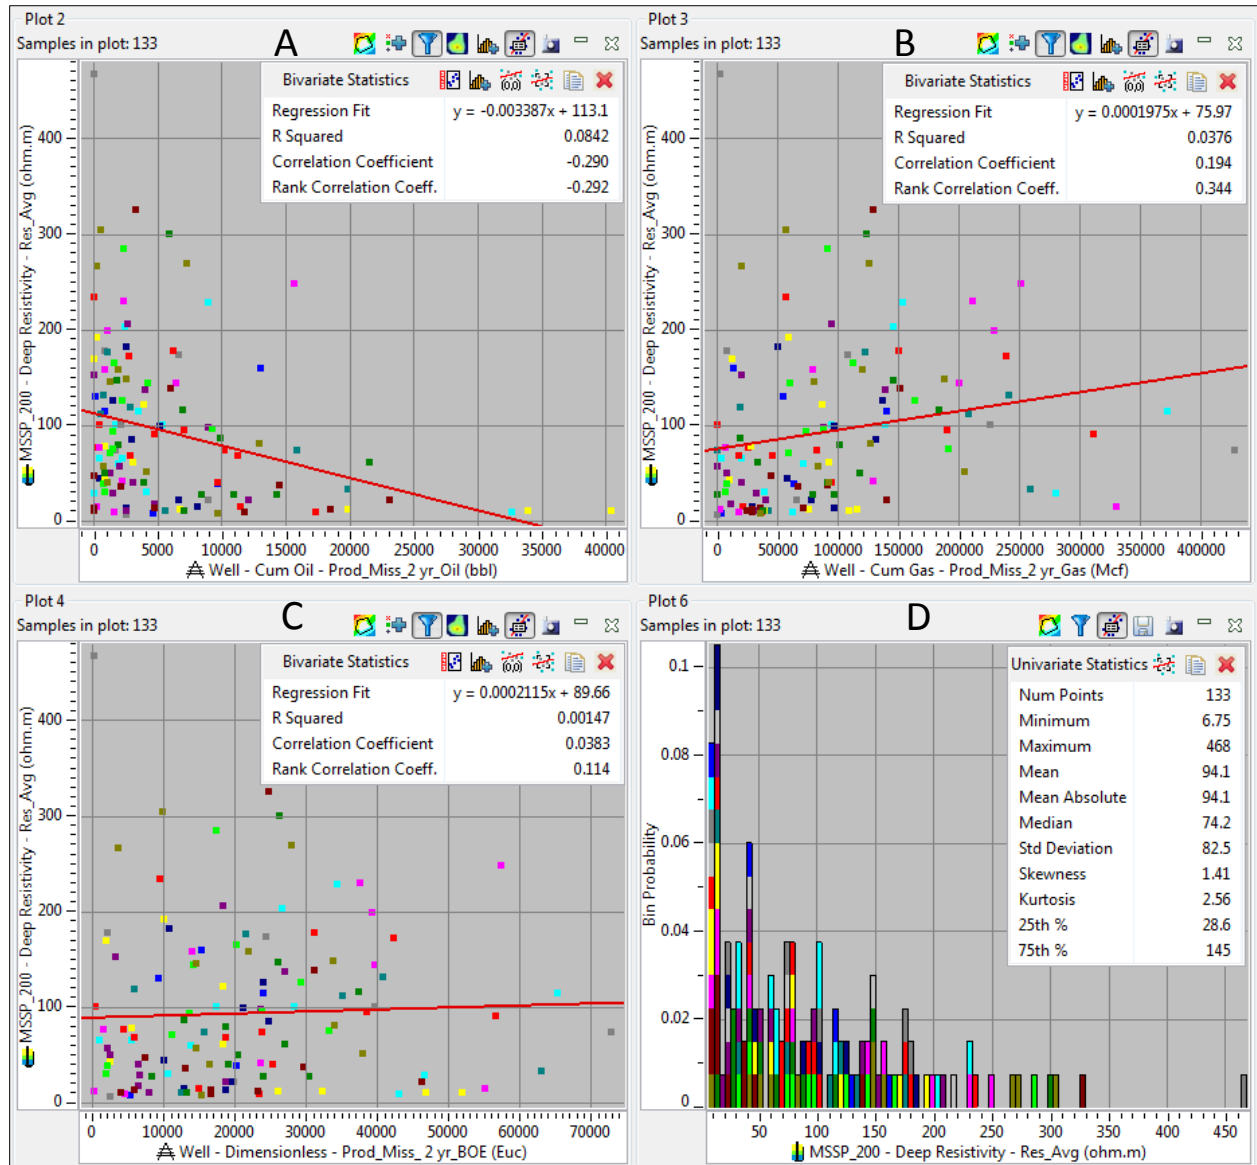 Plot 2
Samples in plot: 133
A
Bivariate Statistics
(0,0)
Regression Fit y = -0.003387x + 113.1
R Squared 0.0842
Correlation Coefficient -0.290
Rank Correlation Coeff. -0.292
MSSP_200 - Deep Resistivity - Res_Avg (ohm.m)
400
300
200
100
0
0 5000 10000 15000 20000 25000 30000 35000 40000
Well - Cum Oil - Prod_Miss_2 yr_Oil (bbl)
Plot 3
Samples in plot: 133
B
Bivariate Statistics
(0,0)
Regression Fit y = 0.0001975x + 75.97
R Squared 0.0376
Correlation Coefficient 0.194
Rank Correlation Coeff. 0.344
MSSP_200 - Deep Resistivity - Res_Avg (ohm.m)
400
300
200
100
0
0 50000 100000 150000 200000 250000 300000 350000 400000
Well - Cum Gas - Prod_Miss_2 yr_Gas (Mcf)
Plot 4
Samples in plot: 133
C
Bivariate Statistics
(0,0)
Regression Fit y = 0.0002115x + 89.66
R Squared 0.00147
Correlation Coefficient 0.0383
Rank Correlation Coeff. 0.114
MSSP_200 - Deep Resistivity - Res_Avg (ohm.m)
400
300
200
100
0
0 10000 20000 30000 40000 50000 60000 70000
Well - Dimensionless - Prod_Miss_ 2 yr_BOE (Euc)
Plot 6
Samples in plot: 133
D
Univariate Statistics
Num Points 133
Minimum 6.75
Maximum 468
Mean 94.1
Mean Absolute 94.1
Median 74.2
Std Deviation 82.5
Skewness 1.41
Kurtosis 2.56
25th % 28.6
75th % 145
Bin Probability
0.1
0.08
0.06
0.04
0.02
0
50 100 150 200 250 300 350 400 450
MSSP_200 - Deep Resistivity - Res_Avg (ohm.m)